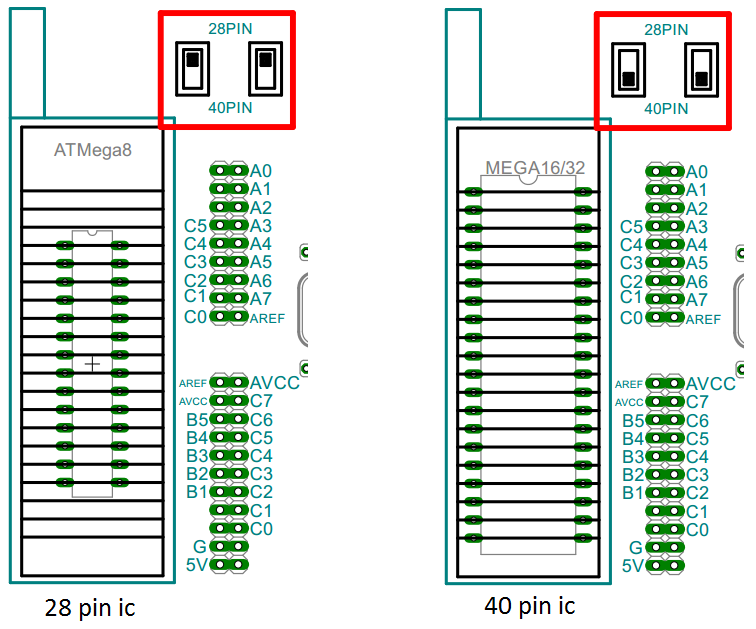 28PIN
40PIN
ATMega8
A0
A1
A2
C5 A3
C4 A4
C3 A5
C2 A6
C1 A7
C0 AREF
AREF AVCC
AVCC C7
B5 C6
B4 C5
B3 C4
B2 C3
B1 C2
C1
C0
G
5V
28 pin ic
28PIN
40PIN
MEGA16/32
A0
A1
A2
C5 A3
C4 A4
C3 A5
C2 A6
C1 A7
C0 AREF
AREF AVCC
AVCC C7
B5 C6
B4 C5
B3 C4
B2 C3
B1 C2
C1
C0
G
5V
40 pin ic